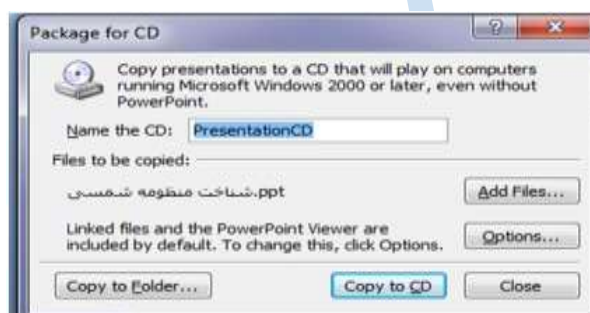 Package for CD
Copy presentations to a CD that will play on computers
running Microsoft Windows 2000 or later, even without
PowerPoint.
Name the CD: PresentationCD
Files to be copied:
شناخت منظومه شمسی.ppt
Add Files...
Linked files and the PowerPoint Viewer are
included by default. To change this, click Options.
Options...
Copy to Folder... Copy to CD Close